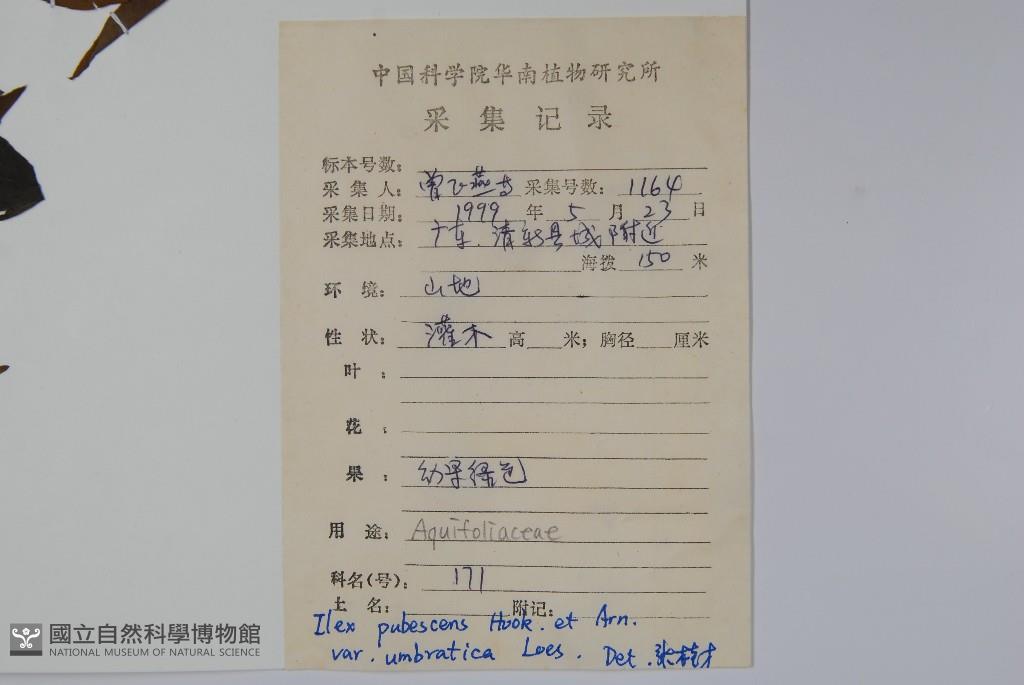 中国科学院华南植物研究所
采集记录
标本号数：
采集人：曾飞燕等 采集号数：1164
采集日期：1999 年 5 月 23 日
采集地点：广东.清新县城附近
海拨 150 米
环境：山地
性状：灌木 高 米；胸径 厘米
叶：
花：
果：幼果绿色
用途：Aquifoliaceae
科名(号)：171
土名： 附记：
Ilex pubescens Hook. et Arn.
var. umbratica Loes. Det. 张桂才
國立自然科學博物館
NATIONAL MUSEUM OF NATURAL SCIENCE